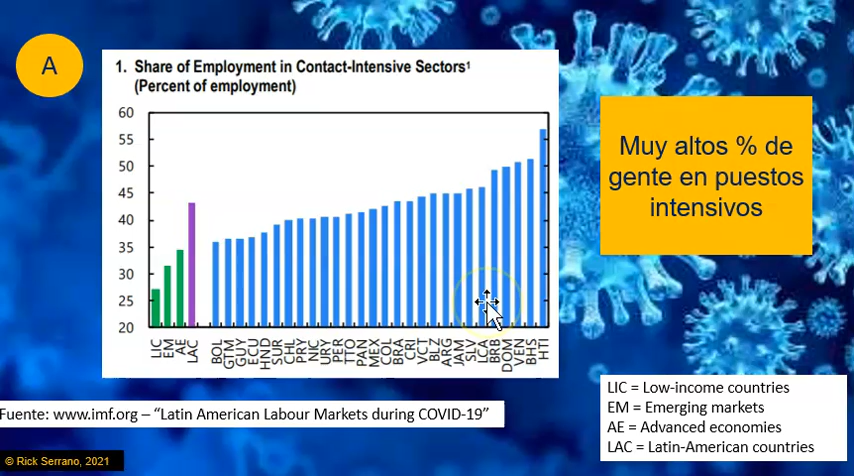 A
1. Share of Employment in Contact-Intensive Sectors¹
(Percent of employment)
60
55
50
45
40
35
30
25
20
LIC
EM
AE
LAC
BOL
GTM
GUY
ECU
HND
SUR
CHL
PRY
NIC
URY
PER
TTO
PAN
MEX
COL
BRA
CRI
VCT
BLZ
ARG
JAM
SLV
LCA
BRB
DOM
VEN
BHS
HTI
Muy altos % de
gente en puestos
intensivos
LIC = Low-income countries
EM = Emerging markets
AE = Advanced economies
LAC = Latin-American countries
Fuente: www.imf.org – “Latin American Labour Markets during COVID-19”
© Rick Serrano, 2021